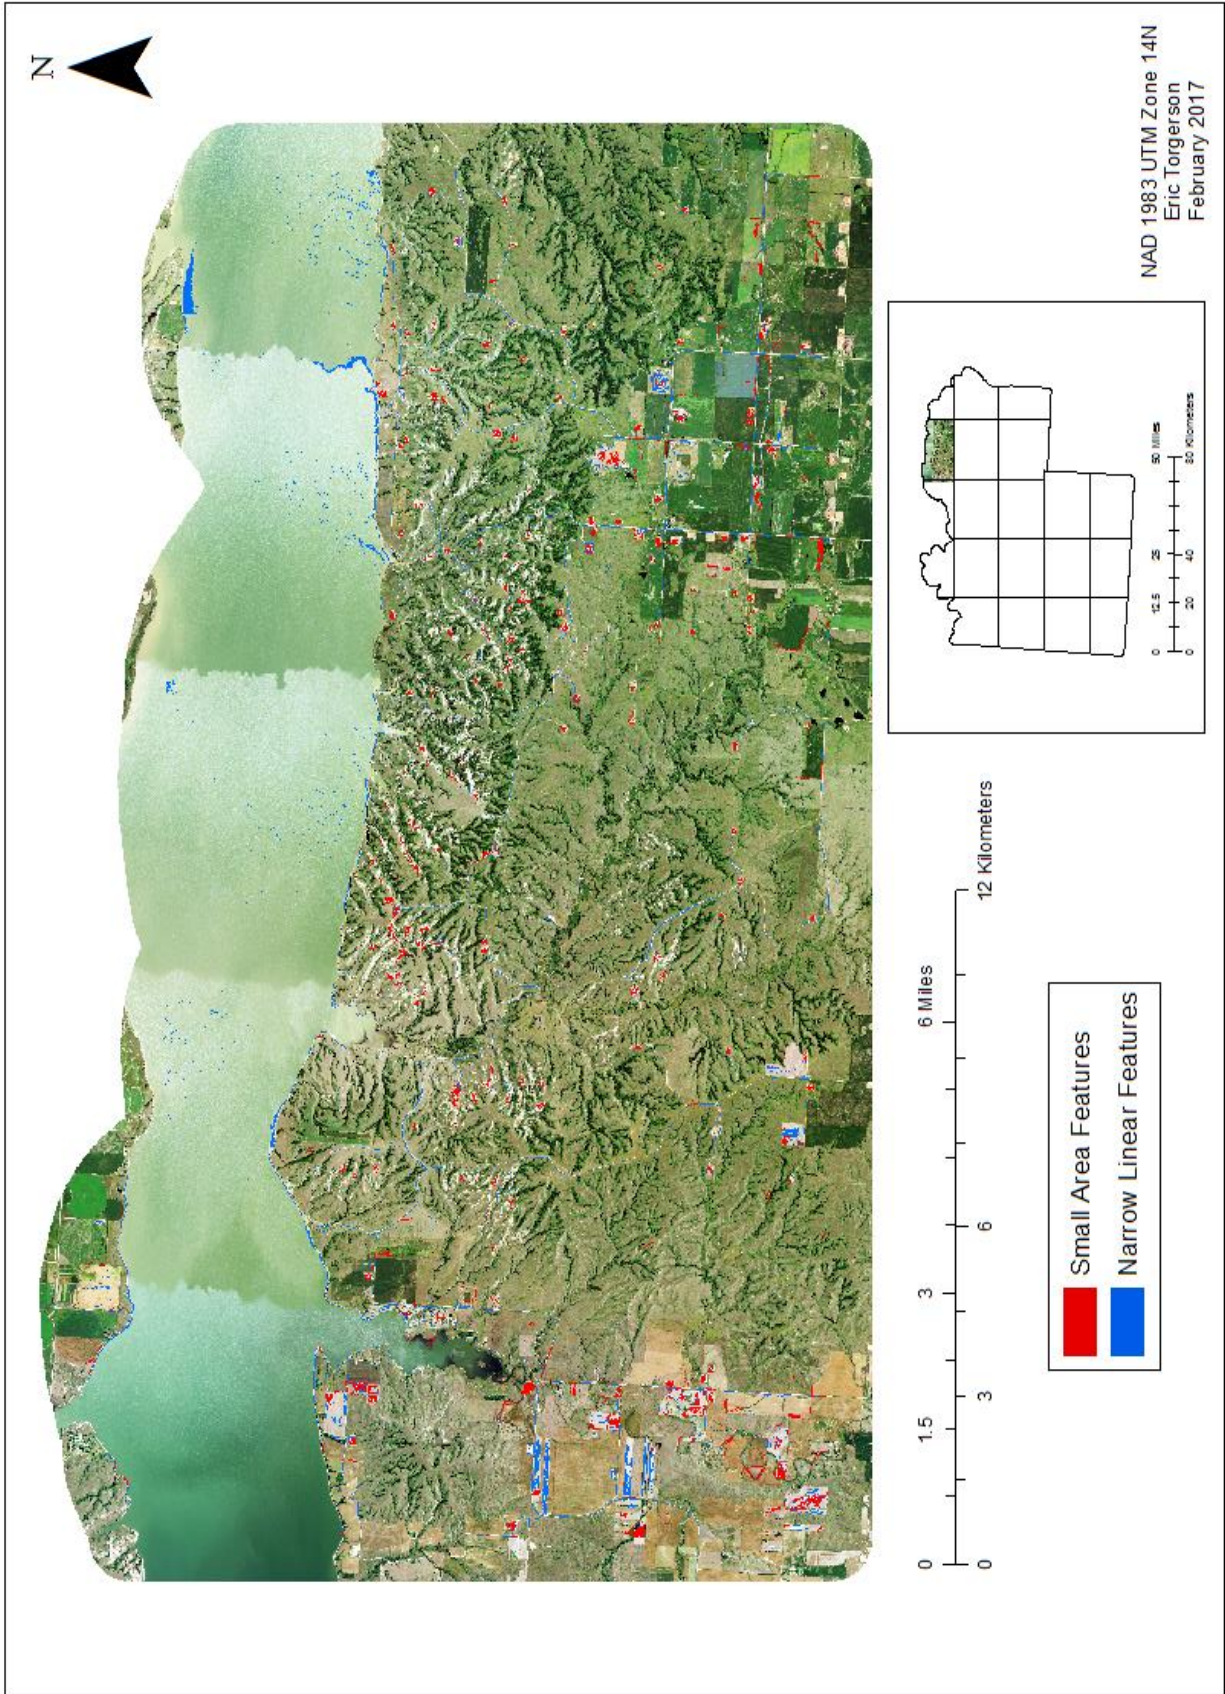 N
NAD 1983 UTM Zone 14N
Eric Torgerson
February 2017
0 1.5 3 6 Miles
0 3 6 12 Kilometers
Small Area Features
Narrow Linear Features
0 12.5 25 50 Miles
0 20 40 80 Kilometers